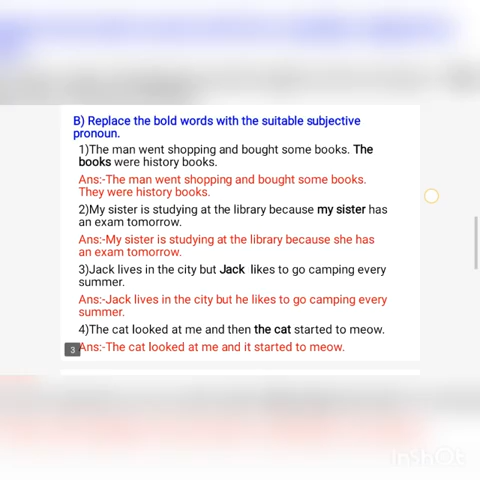 B) Replace the bold words with the suitable subjective
pronoun.
1)The man went shopping and bought some books. The
books were history books.
Ans:-The man went shopping and bought some books.
They were history books.
2)My sister is studying at the library because my sister has
an exam tomorrow.
Ans:-My sister is studying at the library because she has
an exam tomorrow.
3)Jack lives in the city but Jack likes to go camping every
summer.
Ans:-Jack lives in the city but he likes to go camping every
summer.
4)The cat looked at me and then the cat started to meow.
3
Ans:-The cat looked at me and it started to meow.
InShOt